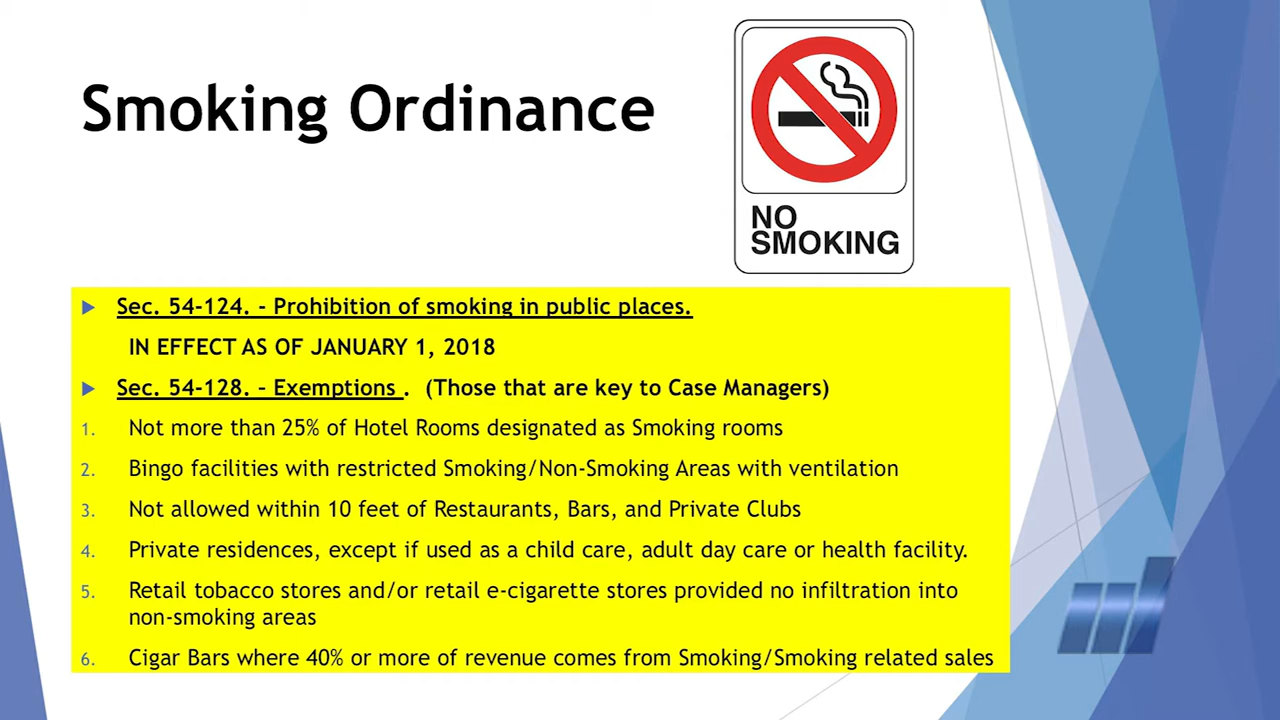 Smoking Ordinance
NO
SMOKING
Sec. 54-124. - Prohibition of smoking in public places.
IN EFFECT AS OF JANUARY 1, 2018
Sec. 54-128. – Exemptions . (Those that are key to Case Managers)
1. Not more than 25% of Hotel Rooms designated as Smoking rooms
2. Bingo facilities with restricted Smoking/Non-Smoking Areas with ventilation
3. Not allowed within 10 feet of Restaurants, Bars, and Private Clubs
4. Private residences, except if used as a child care, adult day care or health facility.
5. Retail tobacco stores and/or retail e-cigarette stores provided no infiltration into
non-smoking areas
6. Cigar Bars where 40% or more of revenue comes from Smoking/Smoking related sales